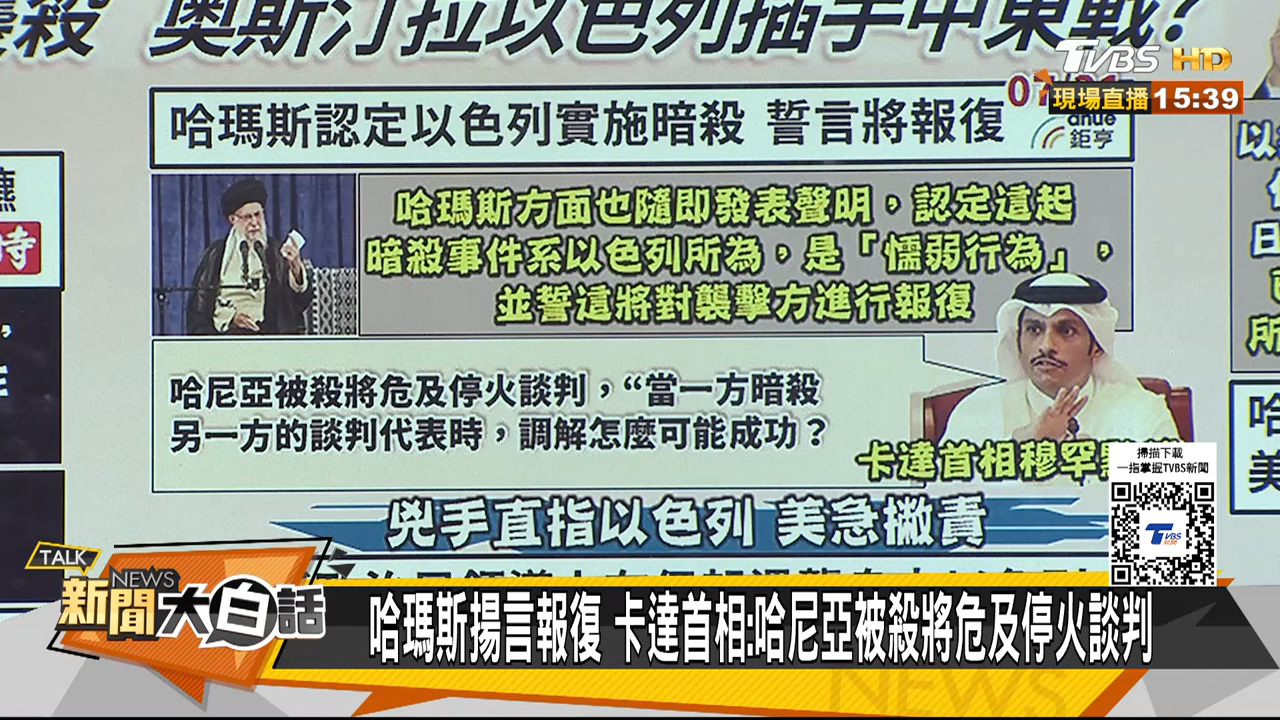 奧斯汀拉以色列插手中東戰?
TVBS HD
現場直播 15:39
哈瑪斯認定以色列實施暗殺 誓言將報復
鉅亨
哈瑪斯方面也隨即發表聲明，認定這起
暗殺事件系以色列所為，是「懦弱行為」，
並誓這將對襲擊方進行報復
哈尼亞被殺將危及停火談判，“當一方暗殺
另一方的談判代表時，調解怎麼可能成功？
卡達首相穆罕
掃描下載
一指掌握TVBS新聞
TVBS
新聞
兇手直指以色列 美急撇責
TALK
NEWS
新聞大白話
哈瑪斯揚言報復 卡達首相:哈尼亞被殺將危及停火談判
NEWS